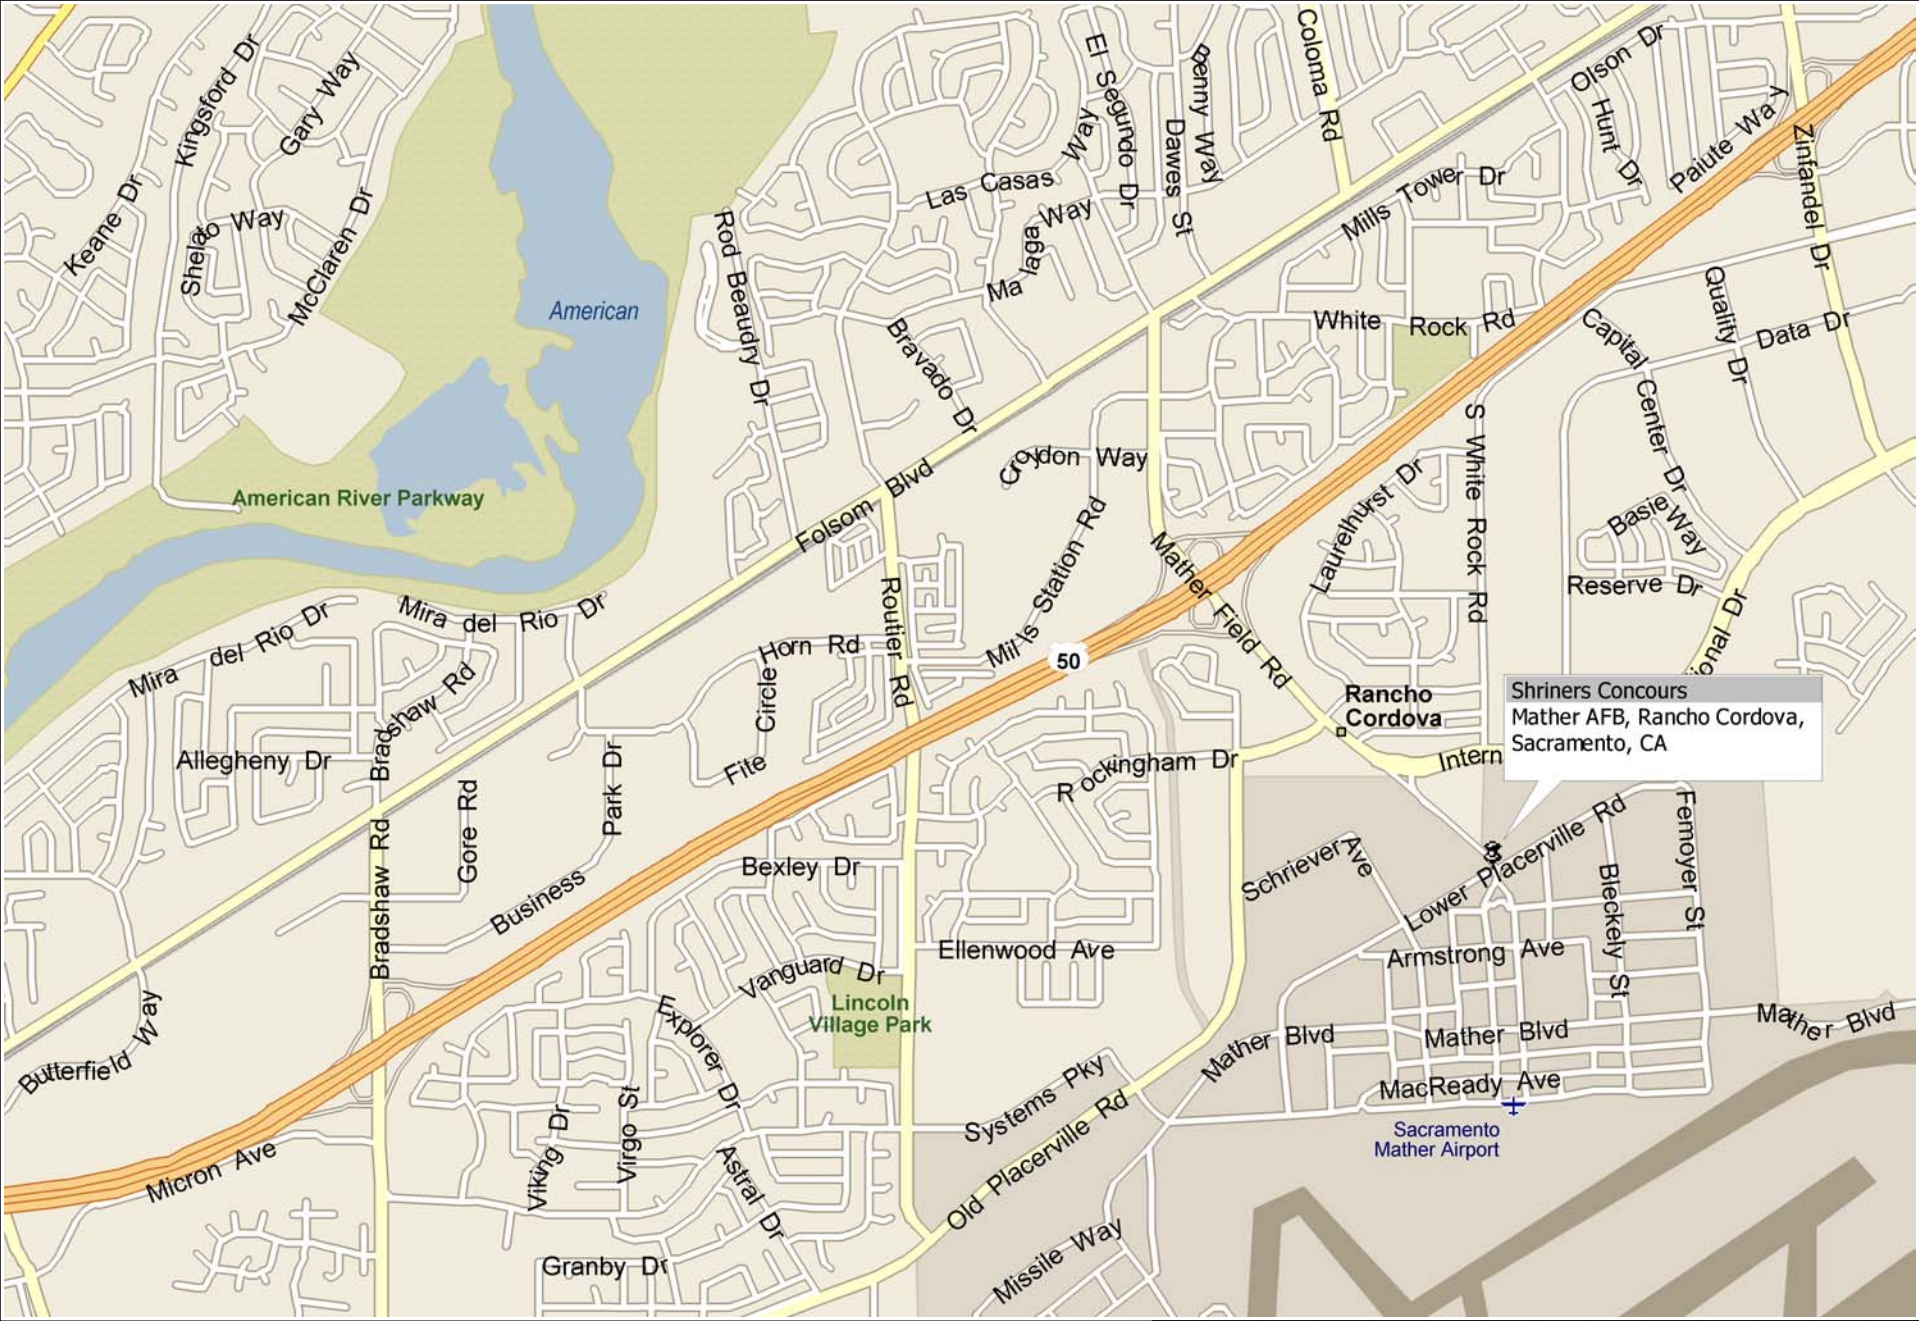 Kingsford Dr
Gary Way
Keane Dr
Shelato Way
McClaren Dr
American
American River Parkway
Rod Beaudry Dr
Bravado Dr
Las Casas Way
Malaga Way
El Segundo Dr
Dawes St
Benny Way
Coloma Rd
Olson Dr
Hunt Dr
Paiute Way
Zinfandel Dr
Mills Tower Dr
White Rock Rd
Quality Dr
Data Dr
Capital Center Dr
S White Rock Rd
Croydon Way
Folsom Blvd
Mills Station Rd
Laurelhurst Dr
Basie Way
Reserve Dr
Mather Field Rd
Routier Rd
Mira del Rio Dr
Mira del Rio Dr
Horn Rd
Circle
Fite
50
Bradshaw Rd
Allegheny Dr
Rancho
Cordova
ional Dr
Shriners Concours
Mather AFB, Rancho Cordova,
Sacramento, CA
Intern
Rockingham Dr
Gore Rd
Park Dr
Business
Bradshaw Rd
Bexley Dr
Schriever Ave
Lower Placerville Rd
Bleckely St
Femoyer St
Ellenwood Ave
Armstrong Ave
Vanguard Dr
Lincoln
Village Park
Explorer Dr
Butterfield Way
Mather Blvd
Mather Blvd
Mather Blvd
MacReady Ave
Sacramento
Mather Airport
Systems Pky
Old Placerville Rd
Viking Dr
Virgo St
Astral Dr
Micron Ave
Granby Dr
Missile Way